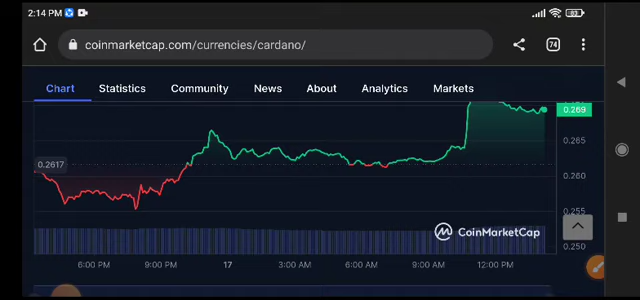 2:14 PM 83
coinmarketcap.com/currencies/cardano/ 74
Chart Statistics Community News About Analytics Markets
0.269
0.265
0.2617
0.260
0.255
CoinMarketCap
0.250
6:00 PM 9:00 PM 17 3:00 AM 6:00 AM 9:00 AM 12:00 PM